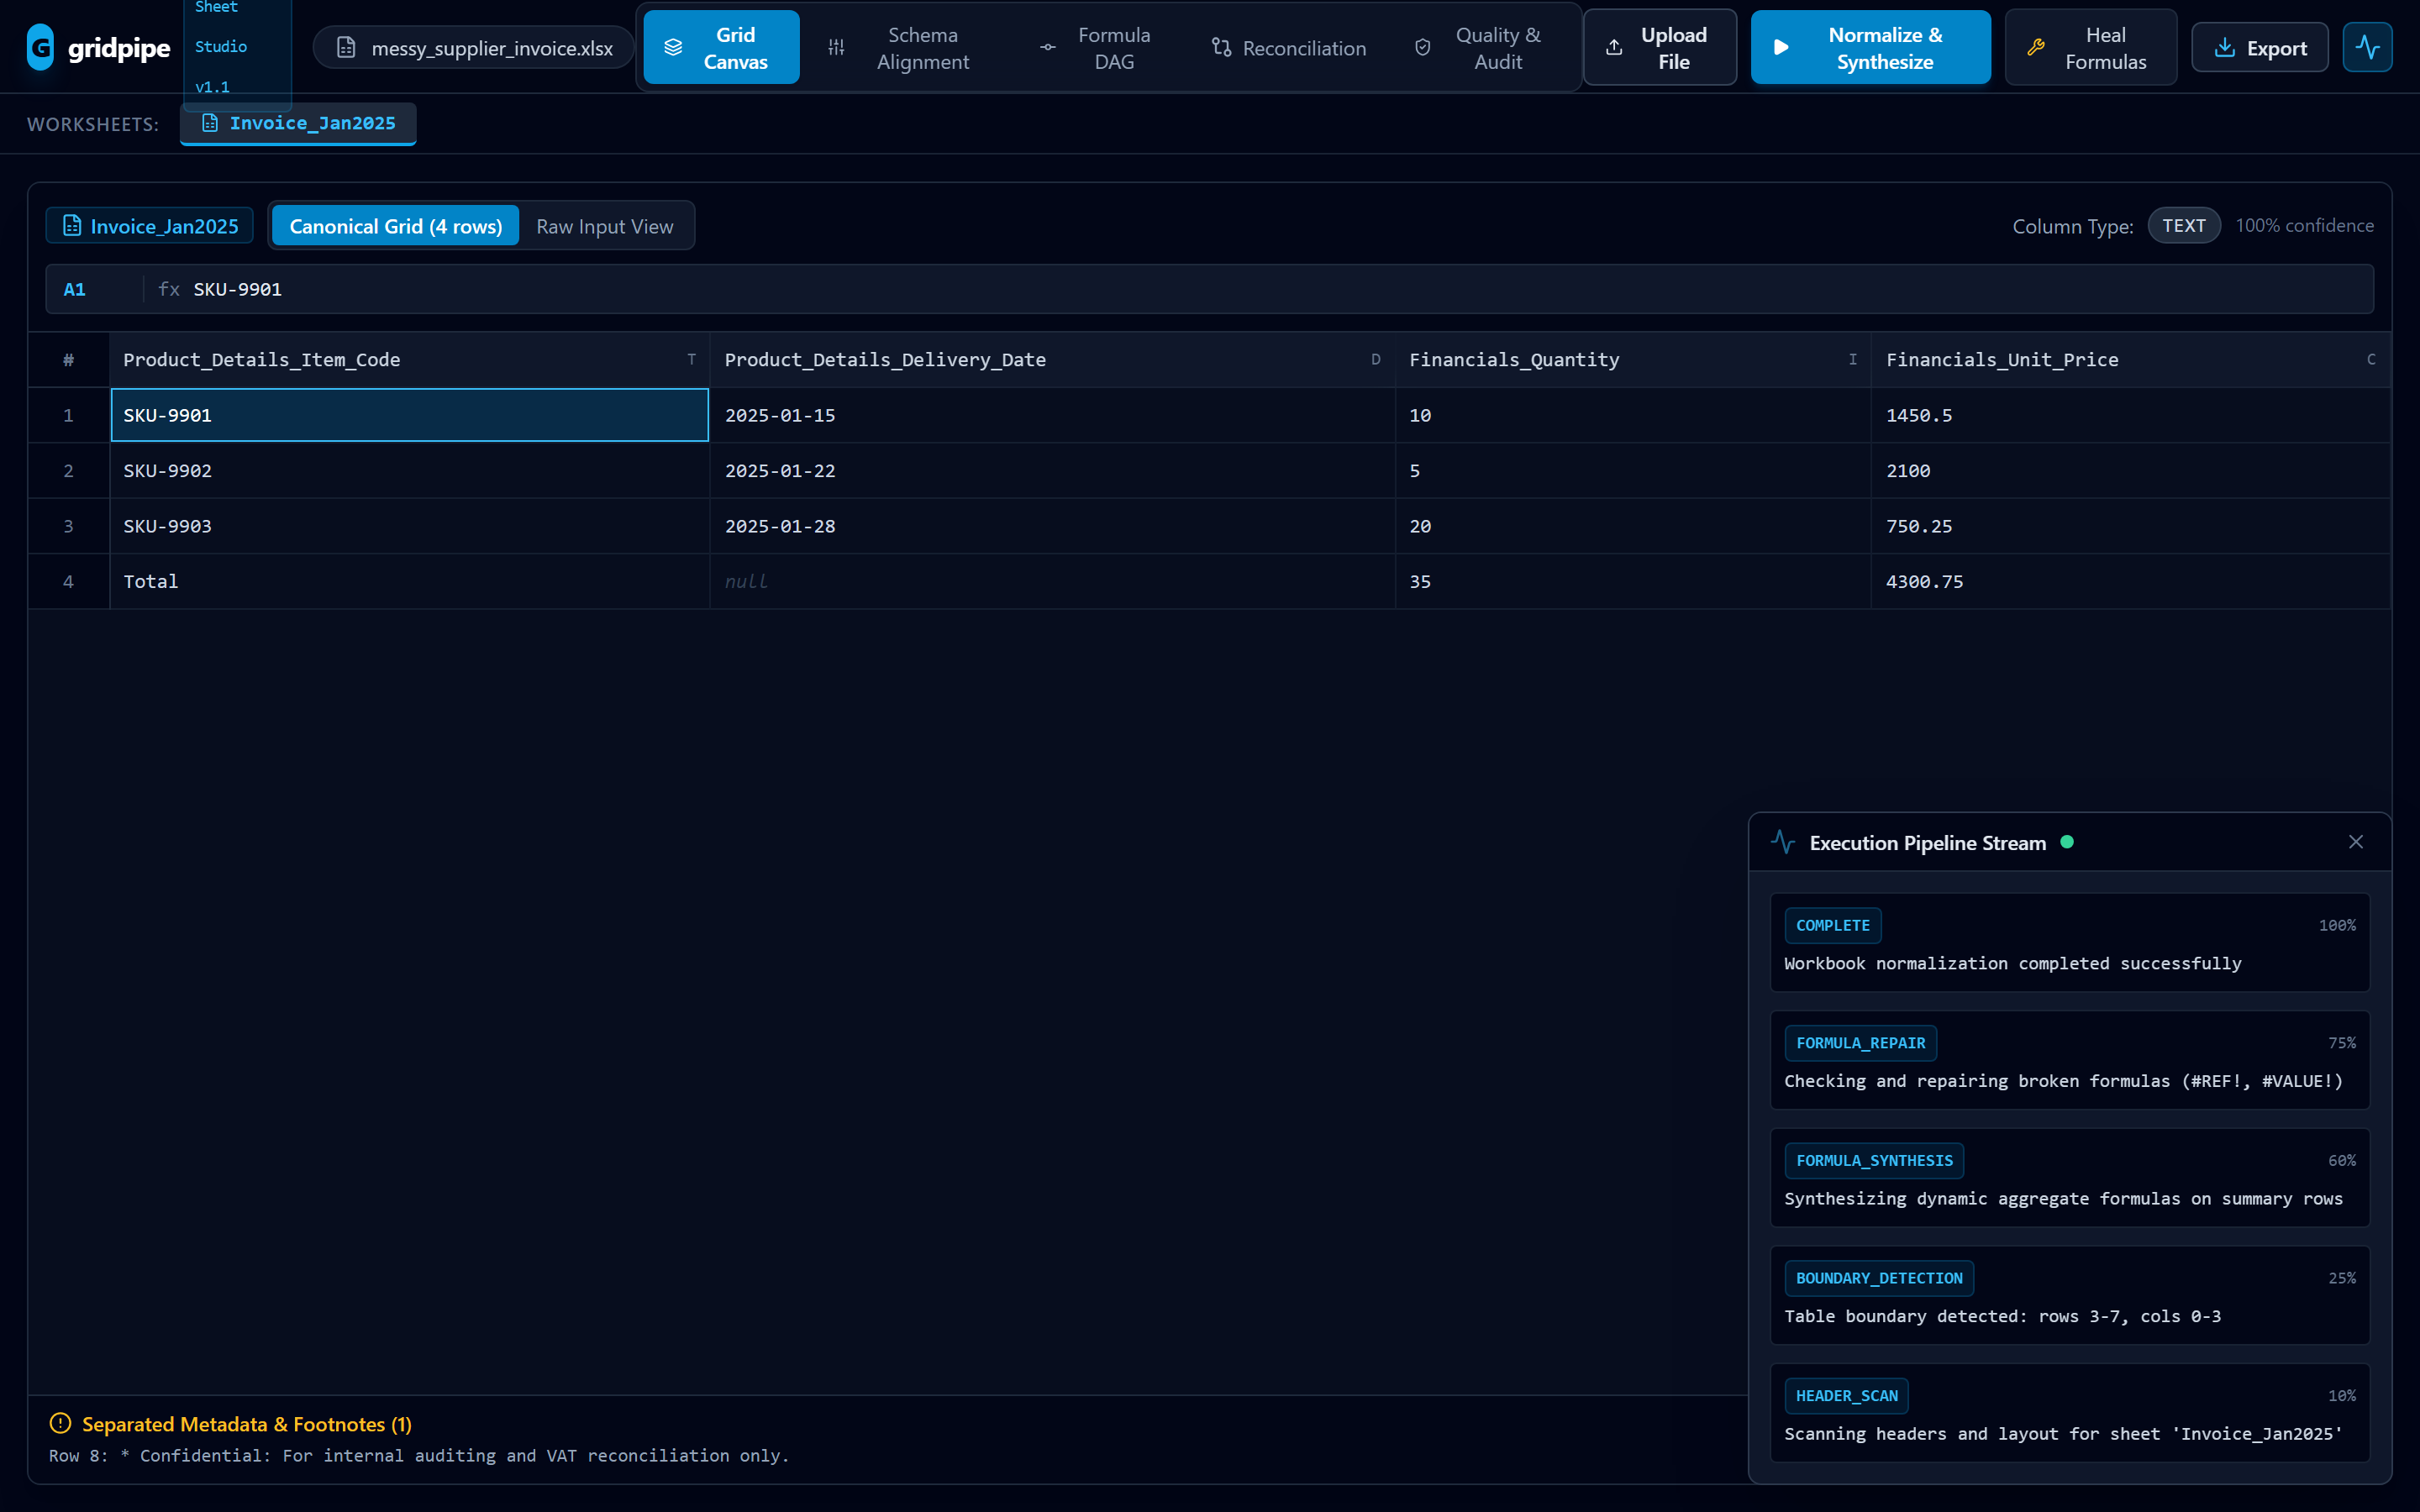 G gridpipe
Sheet
Studio
v1.1
messy_supplier_invoice.xlsx
Grid
Canvas
Schema
Alignment
Formula
DAG
Reconciliation
Quality &
Audit
Upload
File
Normalize &
Synthesize
Heal
Formulas
Export
WORKSHEETS:
Invoice_Jan2025
Invoice_Jan2025
Canonical Grid (4 rows)
Raw Input View
Column Type: TEXT 100% confidence
A1 fx SKU-9901
# Product_Details_Item_Code T Product_Details_Delivery_Date D Financials_Quantity I Financials_Unit_Price C
1 SKU-9901 2025-01-15 10 1450.5
2 SKU-9902 2025-01-22 5 2100
3 SKU-9903 2025-01-28 20 750.25
4 Total null 35 4300.75
Execution Pipeline Stream
COMPLETE 100%
Workbook normalization completed successfully
FORMULA_REPAIR 75%
Checking and repairing broken formulas (#REF!, #VALUE!)
FORMULA_SYNTHESIS 60%
Synthesizing dynamic aggregate formulas on summary rows
BOUNDARY_DETECTION 25%
Table boundary detected: rows 3-7, cols 0-3
HEADER_SCAN 10%
Scanning headers and layout for sheet 'Invoice_Jan2025'
Separated Metadata & Footnotes (1)
Row 8: * Confidential: For internal auditing and VAT reconciliation only.